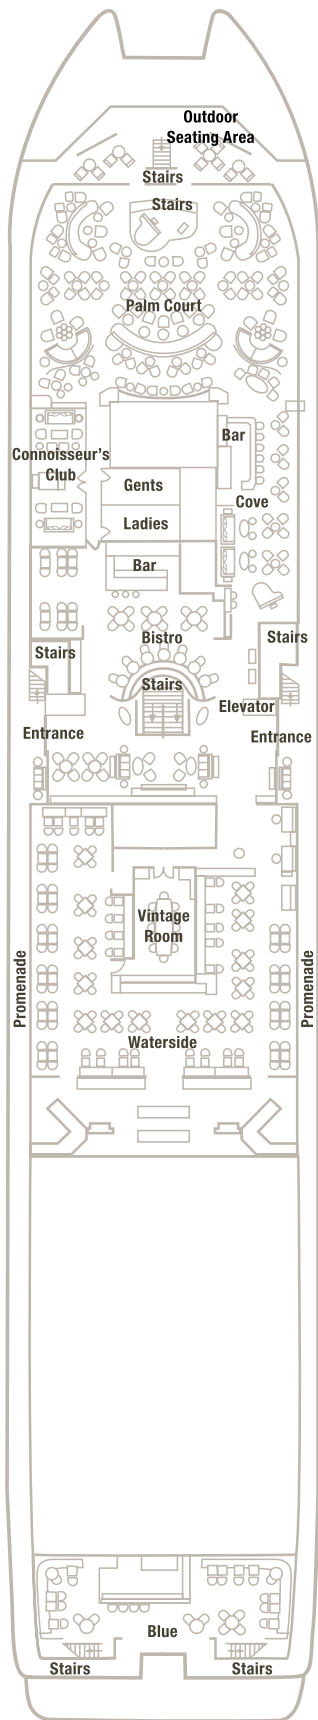 Outdoor
Seating Area
Stairs
Stairs
Palm Court
Bar
Connoisseur's
Club
Gents
Cove
Ladies
Bar
Bistro
Stairs
Stairs
Stairs
Elevator
Entrance
Entrance
Vintage
Room
Promenade
Promenade
Waterside
Blue
Stairs
Stairs